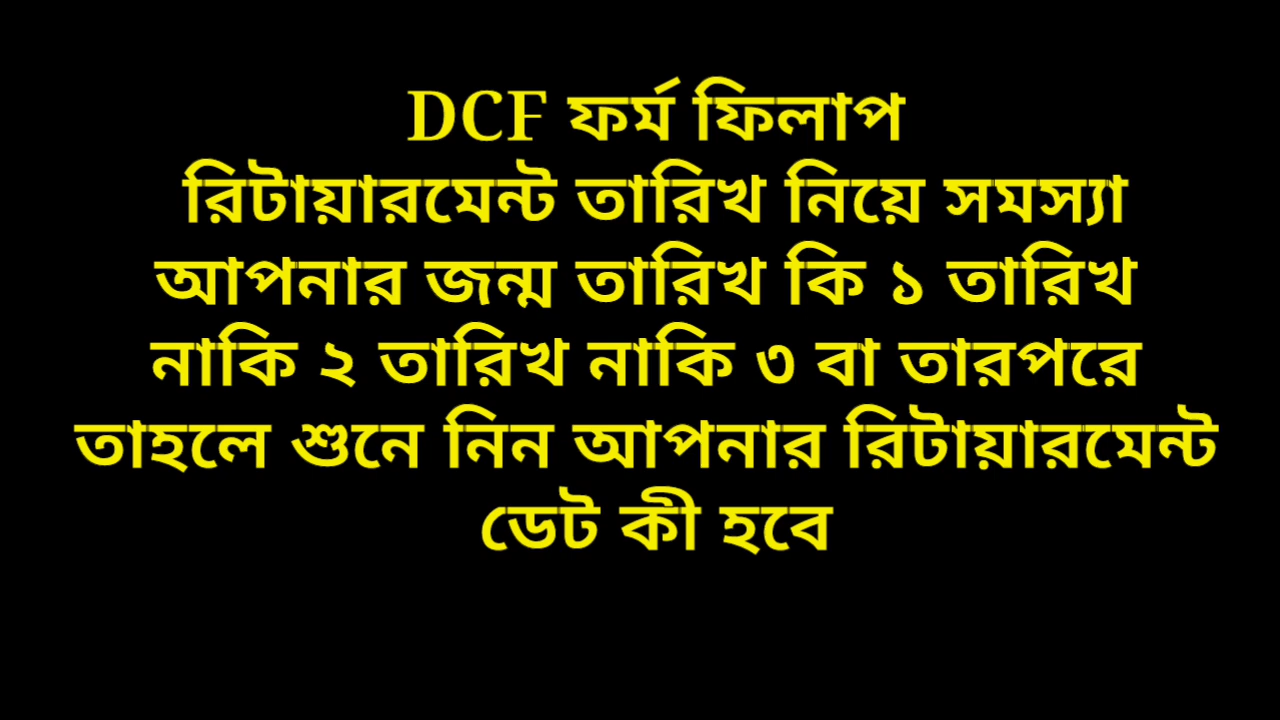 DCF ফর্ম ফিলাপ
রিটায়ারমেন্ট তারিখ নিয়ে সমস্যা
আপনার জন্ম তারিখ কি ১ তারিখ
নাকি ২ তারিখ নাকি ৩ বা তারপরে
তাহলে শুনে নিন আপনার রিটায়ারমেন্ট
ডেট কী হবে